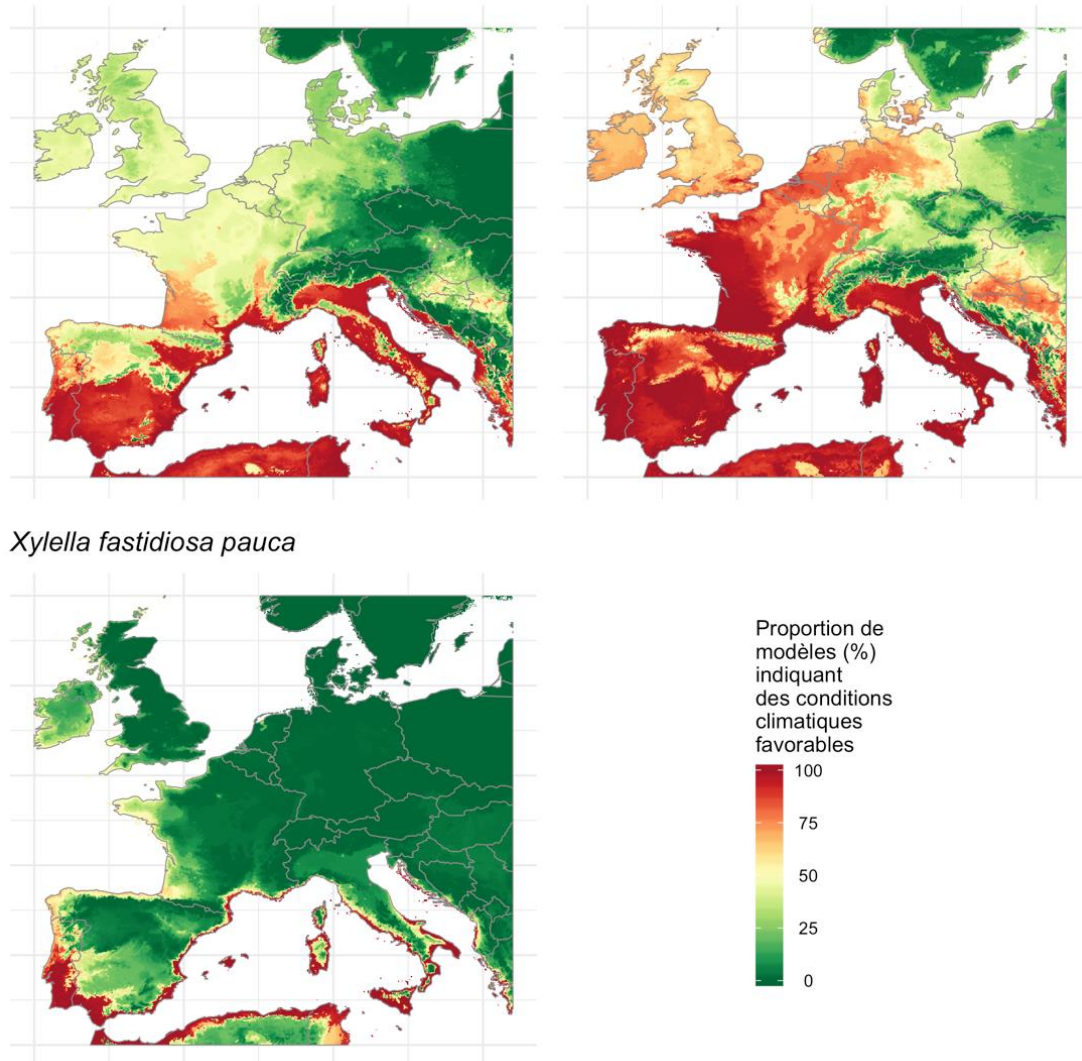 Xylella fastidiosa pauca
Proportion de
modèles (%)
indiquant
des conditions
climatiques
favorables
100
75
50
25
0